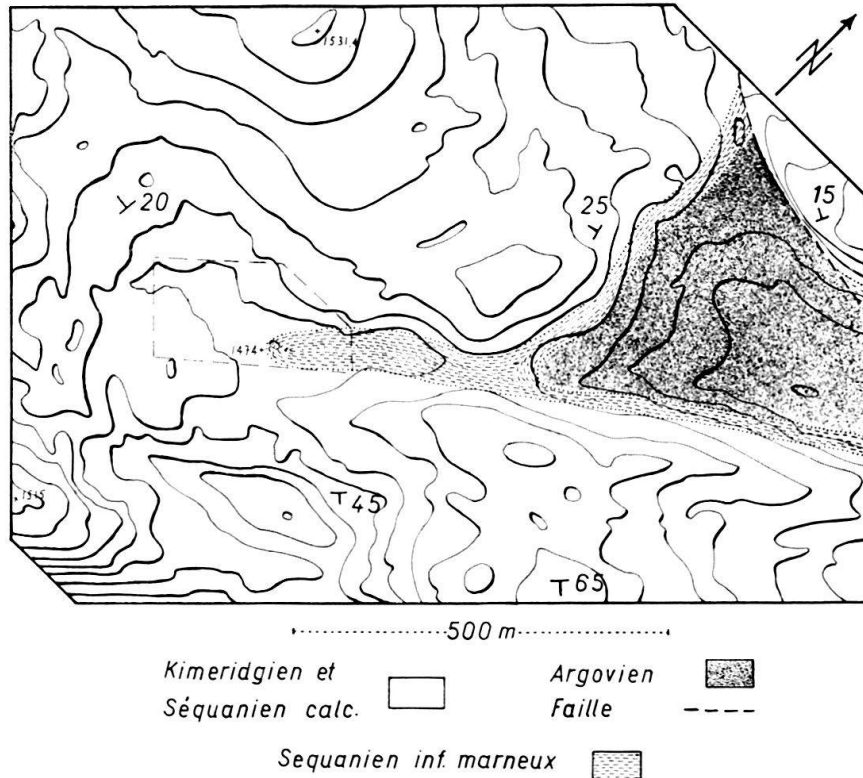 1531
N
20
25
15
1474
1515
45
65
500 m
Kimeridgien et
Séquanien calc.
Argovien
Faille
Sequanien inf. marneux